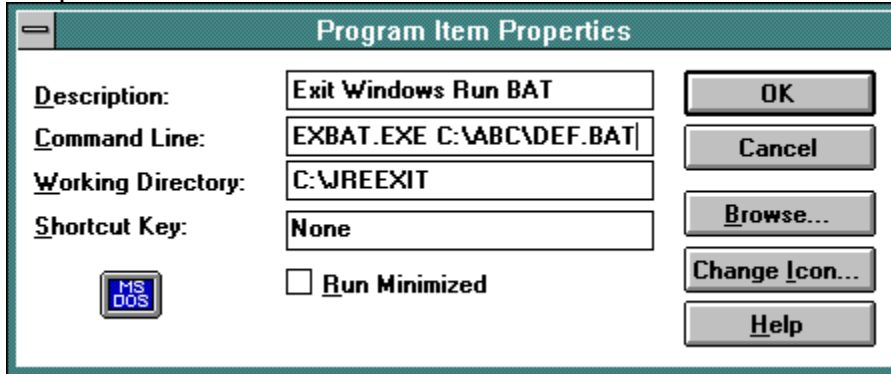 Program Item Properties
Description: Exit Windows Run BAT OK
Command Line: EXBAT.EXE C:\ABC\DEF.BAT Cancel
Working Directory: C:\JREEXIT
Shortcut Key: None Browse...
MS DOS Run Minimized Change Icon...
Help